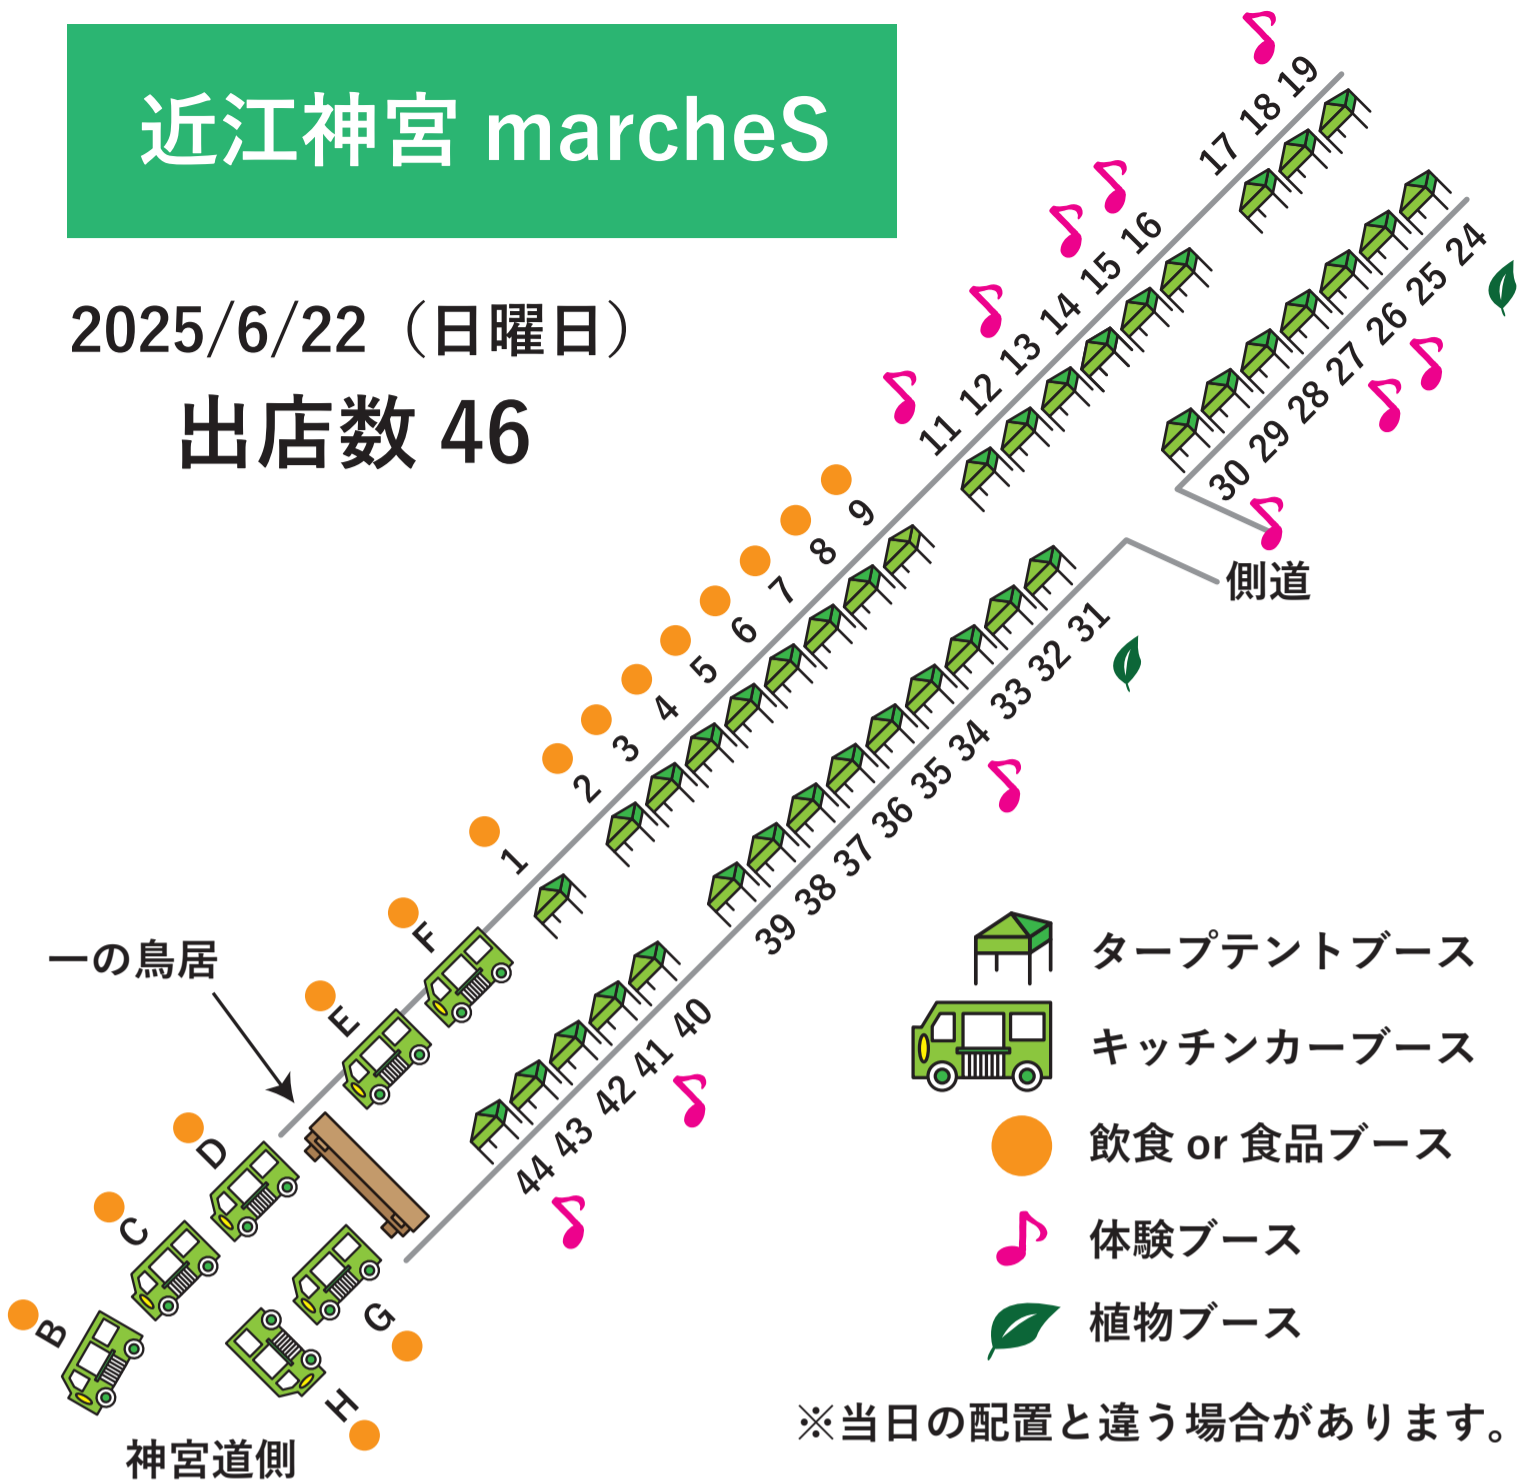 近江神宮 marcheS
2025/6/22（日曜日）
出店数 46
17 18 19
11 12 13 14 15 16
1 2 3 4 5 6 7 8 9
30 29 28 27 26 25 24
側道
39 38 37 36 35 34 33 32 31
44 43 42 41 40
一の鳥居
B C D E F
G
H
神宮道側
タープテントブース
キッチンカーブース
飲食 or 食品ブース
体験ブース
植物ブース
※当日の配置と違う場合があります。